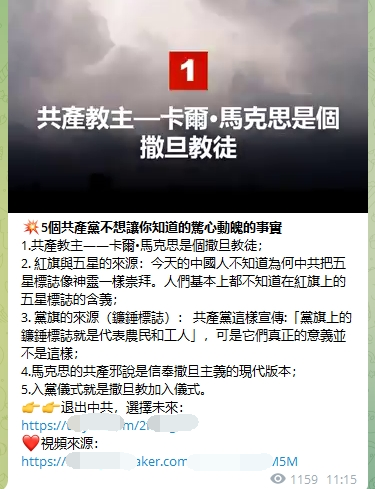 1
共產教主—卡爾•馬克思是個
撒旦教徒
💥5個共產黨不想讓你知道的驚心動魄的事實
1.共產教主——卡爾•馬克思是個撒旦教徒；
2. 紅旗與五星的來源：今天的中國人不知道為何中共把五
星標誌像神靈一樣崇拜。人們基本上都不知道在紅旗上的
五星標誌的含義；
3. 黨旗的來源（鐮錘標誌）： 共產黨這樣宣傳:「黨旗上的
鐮錘標誌就是代表農民和工人」，可是它們真正的意義並
不是這樣；
4.馬克思的共產邪說是信奉撒旦主義的現代版本；
5.入黨儀式就是撒旦教加入儀式。
👉👉退出中共，選擇未來：
https://
❤️視頻來源：
https://
aker.com
M5M
1159 11:15